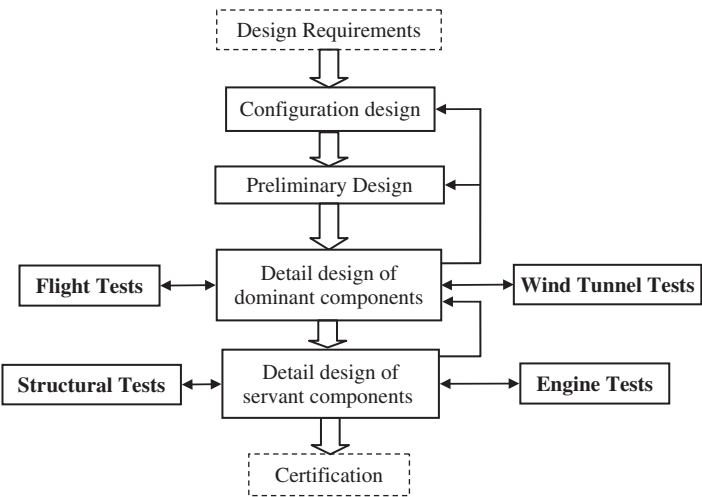 Design Requirements
Configuration design
Preliminary Design
Flight Tests
Detail design of
dominant components
Wind Tunnel Tests
Structural Tests
Detail design of
servant components
Engine Tests
Certification